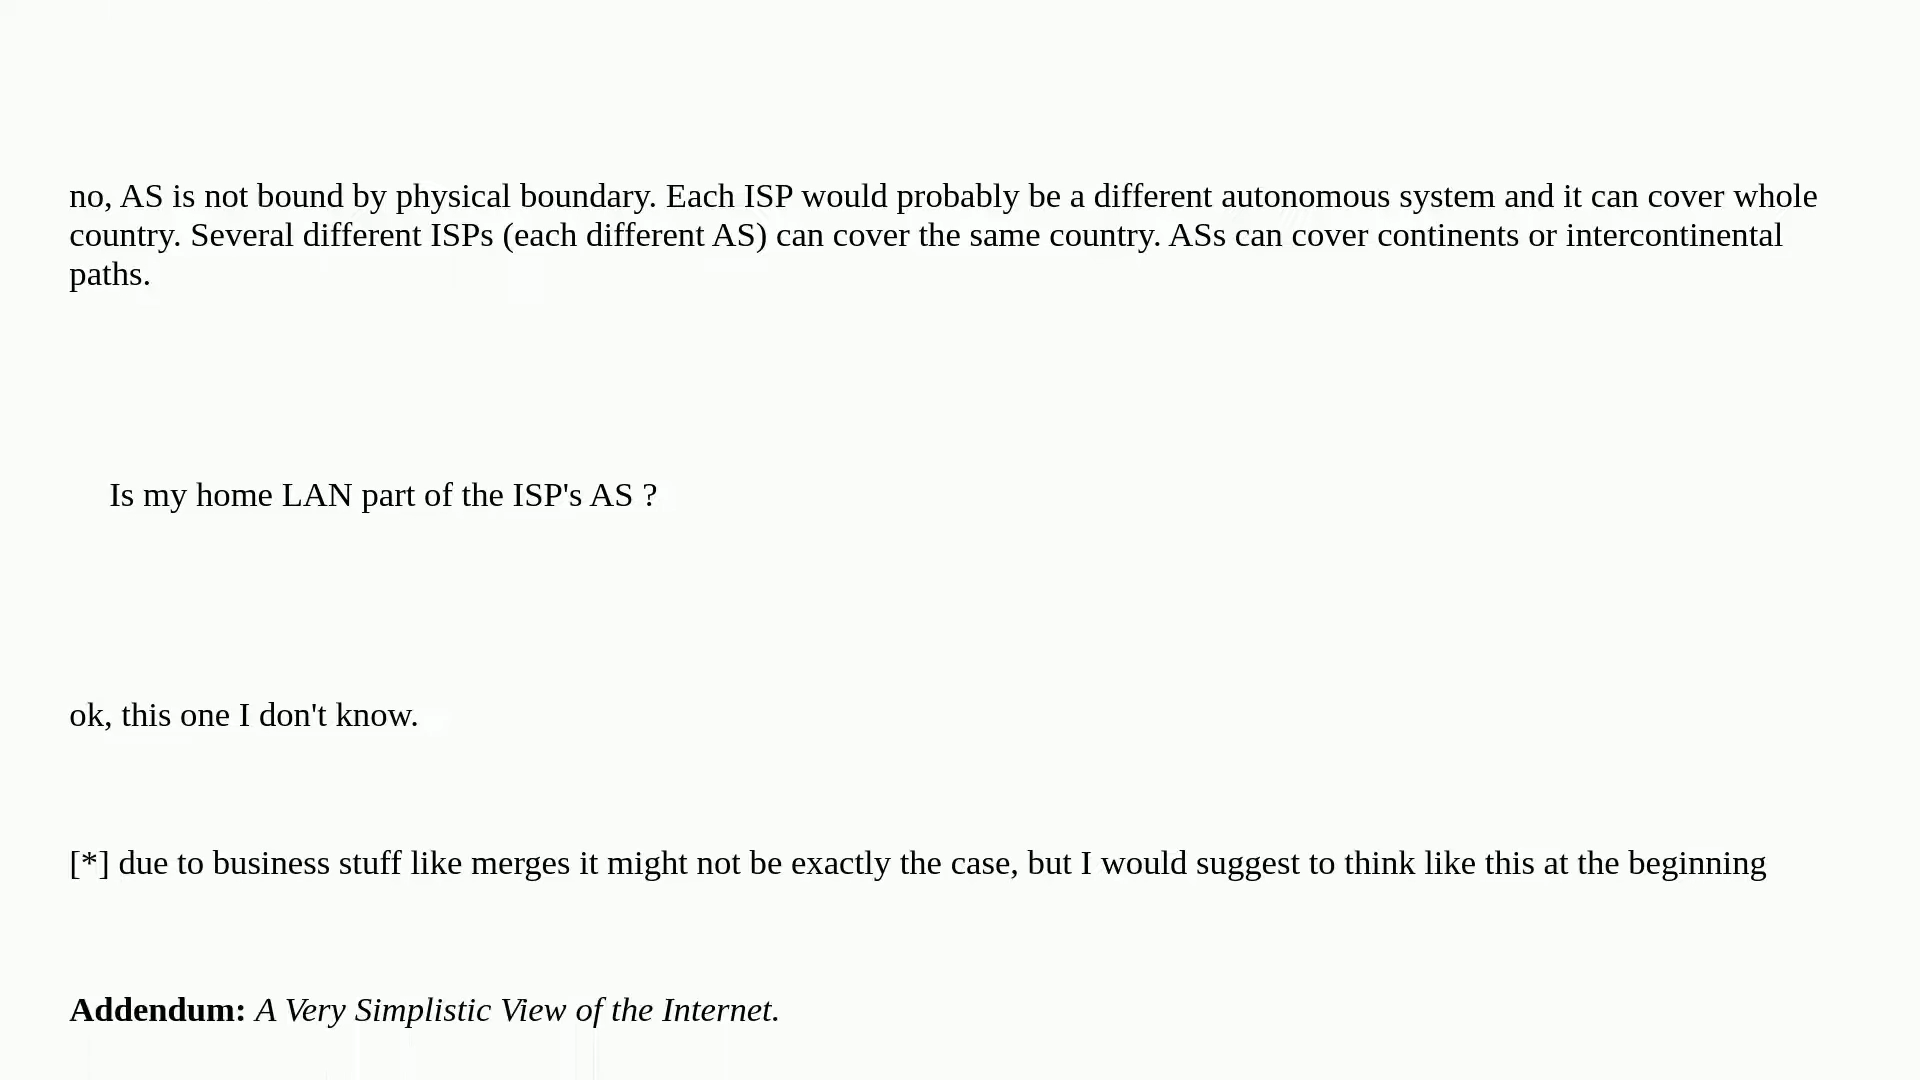 no, AS is not bound by physical boundary. Each ISP would probably be a different autonomous system and it can cover whole
country. Several different ISPs (each different AS) can cover the same country. ASs can cover continents or intercontinental
paths.
Is my home LAN part of the ISP's AS ?
ok, this one I don't know.
[*] due to business stuff like merges it might not be exactly the case, but I would suggest to think like this at the beginning
Addendum: A Very Simplistic View of the Internet.